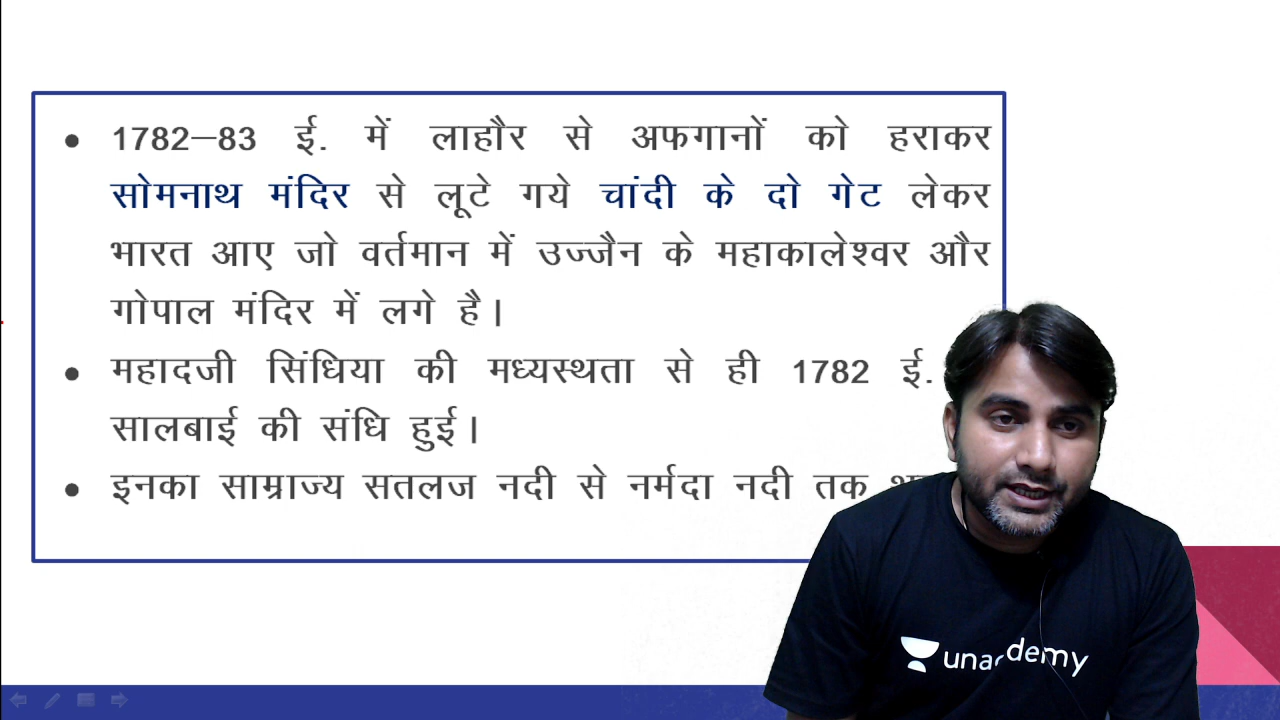 • 1782–83 ई. में लाहौर से अफगानों को हराकर
सोमनाथ मंदिर से लूटे गये चांदी के दो गेट लेकर
भारत आए जो वर्तमान में उज्जैन के महाकालेश्वर और
गोपाल मंदिर में लगे है।
• महादजी सिंधिया की मध्यस्थता से ही 1782 ई.
सालबाई की संधि हुई।
• इनका साम्राज्य सतलज नदी से नर्मदा नदी तक
unacademy